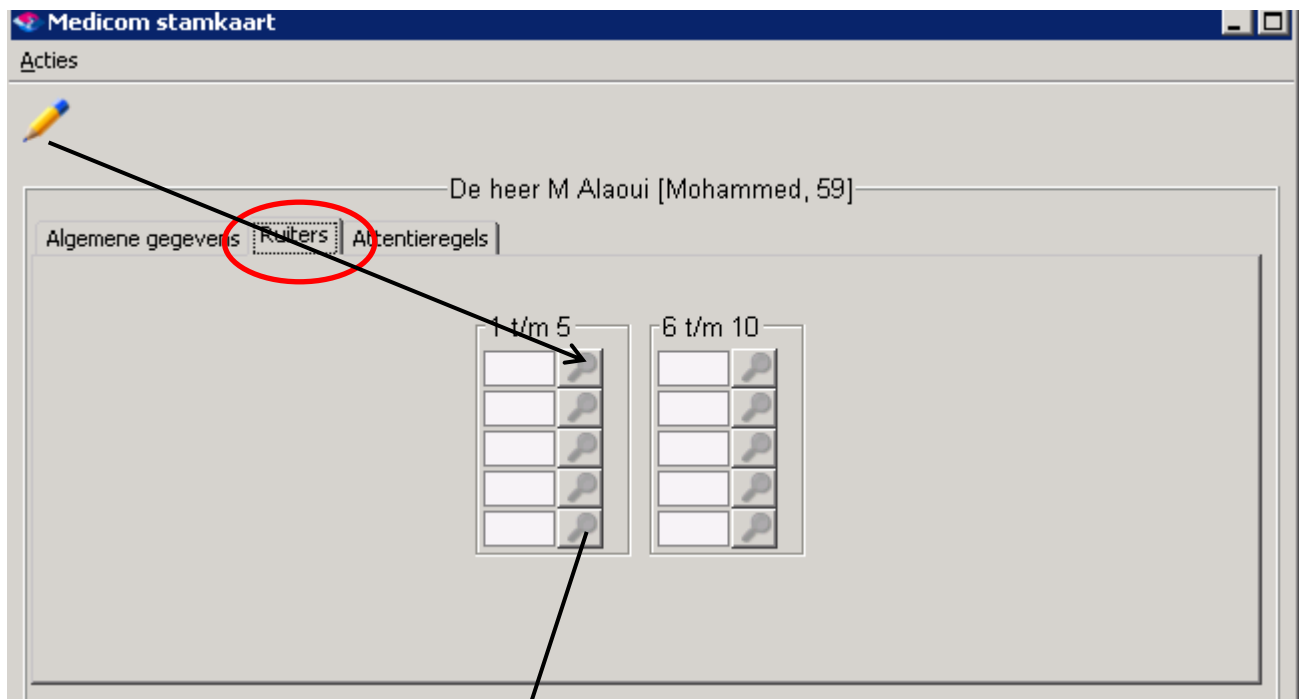 Medicom stamkaart
Acties
De heer M Alaoui [Mohammed, 59]
Algemene gegevens Ruiters Attentieregels
1 t/m 5 6 t/m 10